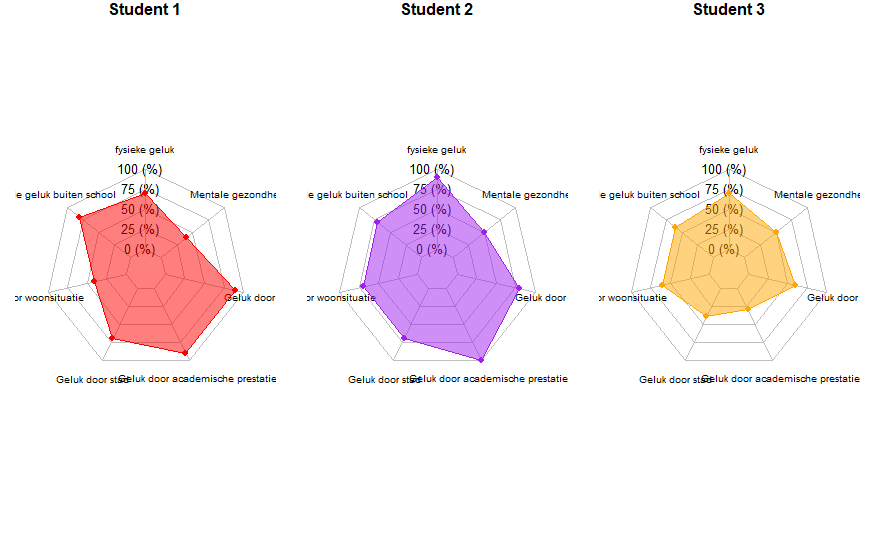 Student 1
fysieke geluk
100 (%)
75 (%)
50 (%)
25 (%)
0 (%)
e geluk buiten school
Mentale gezondhe
or woonsituatie
Geluk door
Geluk door stad
Geluk door academische prestatie
Student 2
fysieke geluk
100 (%)
75 (%)
50 (%)
25 (%)
0 (%)
e geluk buiten school
Mentale gezondhe
or woonsituatie
Geluk door
Geluk door stad
Geluk door academische prestatie
Student 3
fysieke geluk
100 (%)
75 (%)
50 (%)
25 (%)
0 (%)
e geluk buiten school
Mentale gezondhe
or woonsituatie
Geluk door
Geluk door stad
Geluk door academische prestatie